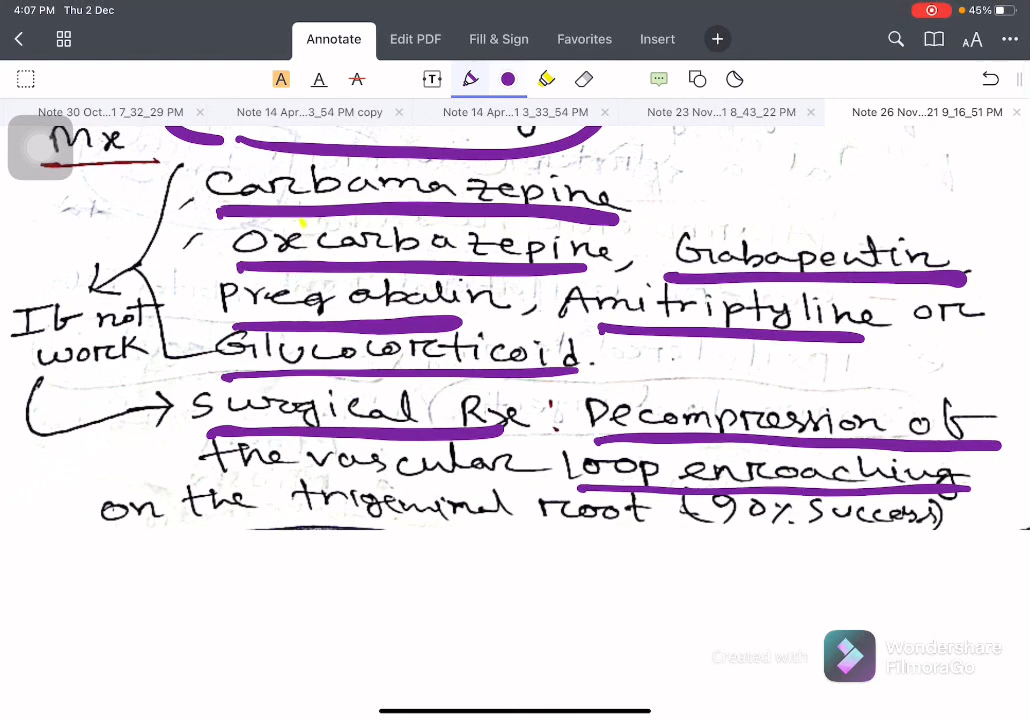 4:07 PM Thu 2 Dec
45%
Annotate Edit PDF Fill & Sign Favorites Insert
Note 30 Oct...1 7_32_29 PM
Note 14 Apr...3_54 PM copy
Note 14 Apr...1 3_33_54 PM
Note 23 Nov...1 8_43_22 PM
Note 26 Nov...21 9_16_51 PM
Mx
Carbamazepine
Oxcarbazepine, Gabapentin
Pregabalin, Amitriptyline or
Glucocorticoid.
If not
work
Surgical Rx : Decompression of
the vascular loop enroaching
on the trigeminal root (90% success)
Created with
Wondershare
FilmoraGo